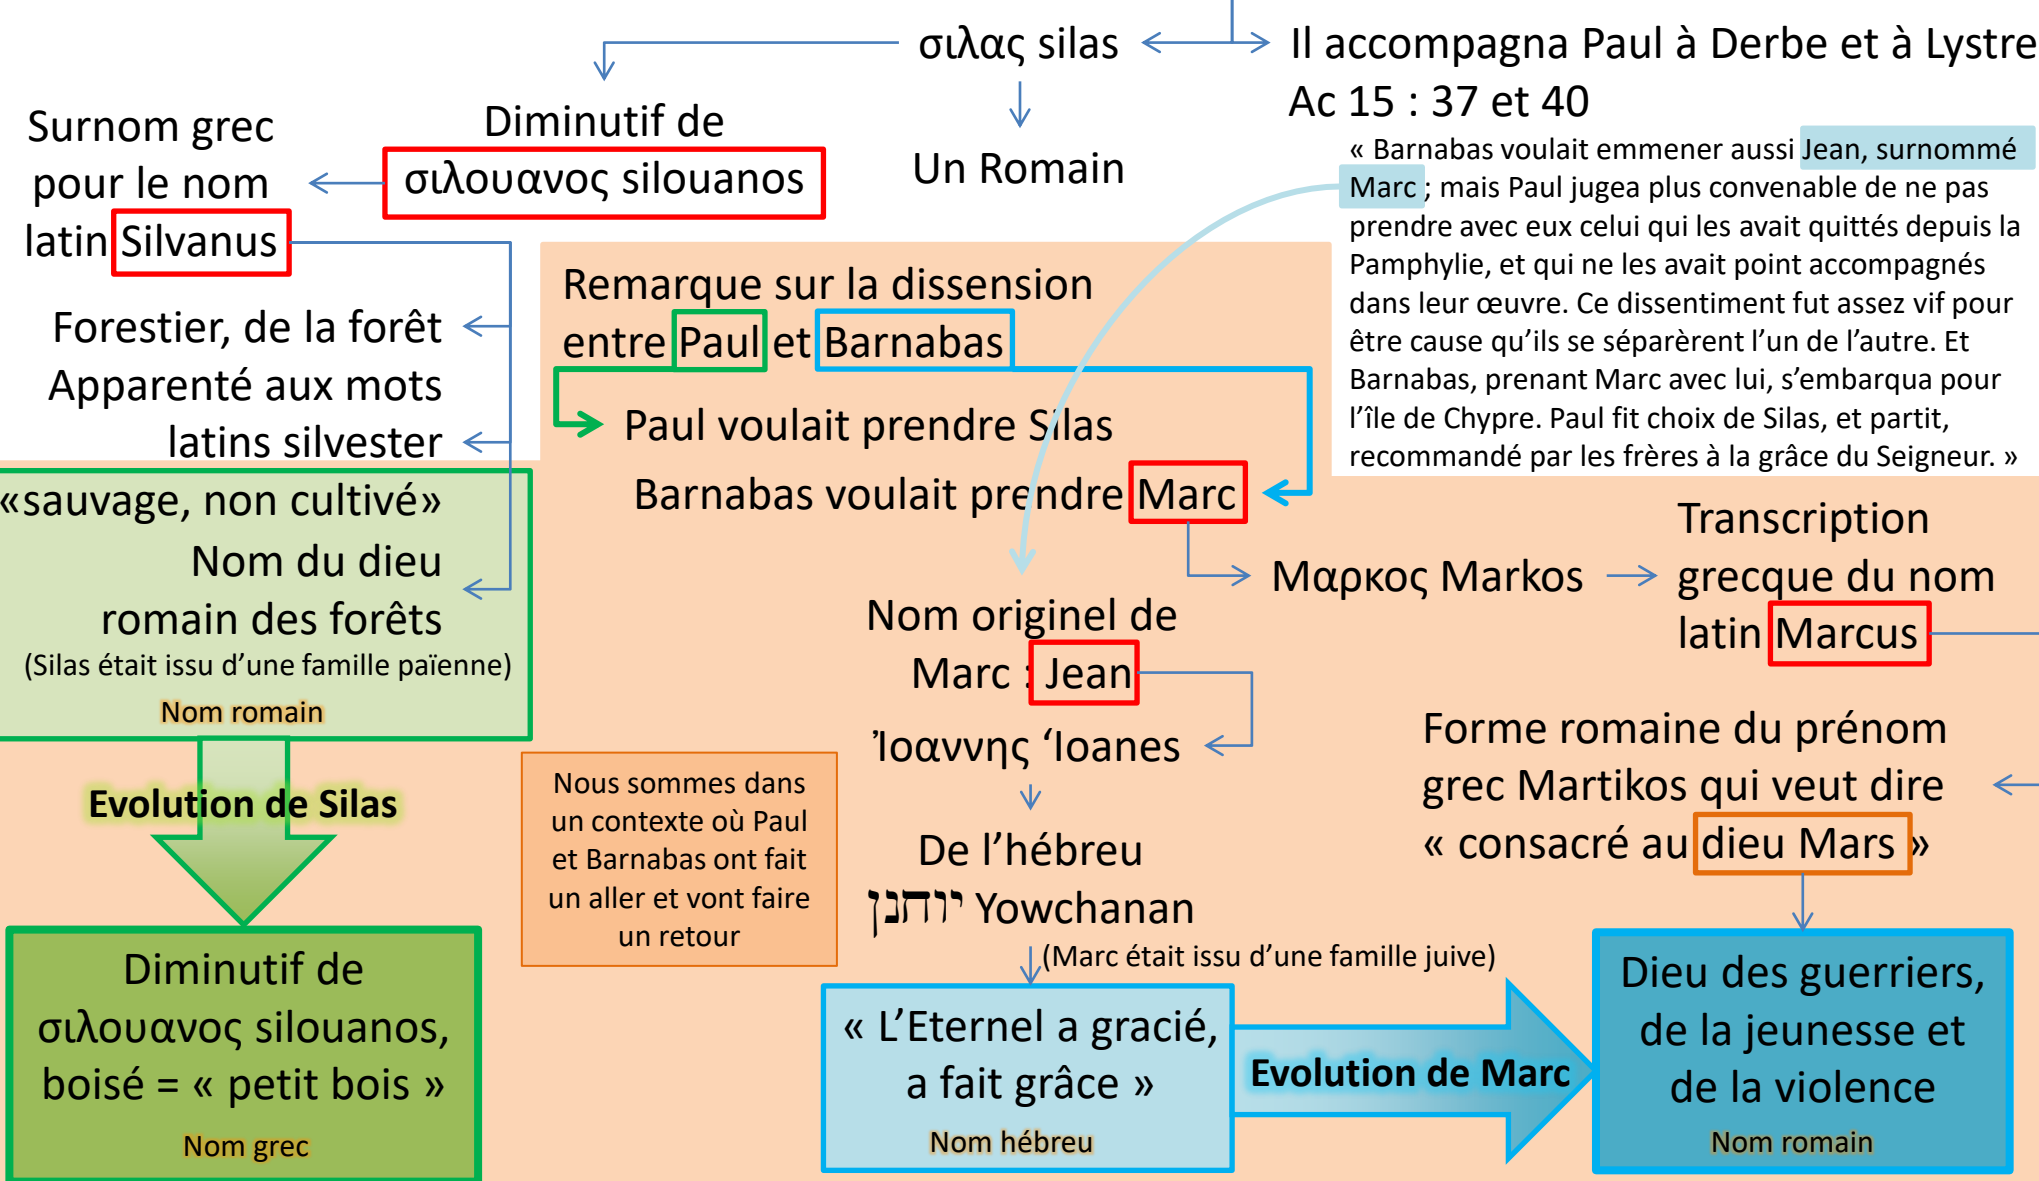 σιλας silas
Il accompagna Paul à Derbe et à Lystre
Ac 15 : 37 et 40
« Barnabas voulait emmener aussi Jean, surnommé
Marc ; mais Paul jugea plus convenable de ne pas
prendre avec eux celui qui les avait quittés depuis la
Pamphylie, et qui ne les avait point accompagnés
dans leur œuvre. Ce dissentiment fut assez vif pour
être cause qu’ils se séparèrent l’un de l’autre. Et
Barnabas, prenant Marc avec lui, s’embarqua pour
l’île de Chypre. Paul fit choix de Silas, et partit,
recommandé par les frères à la grâce du Seigneur. »
Un Romain
Diminutif de
σιλουανος silouanos
Surnom grec
pour le nom
latin Silvanus
Forestier, de la forêt
Apparenté aux mots
latins silvester
«sauvage, non cultivé»
Nom du dieu
romain des forêts
(Silas était issu d’une famille païenne)
Nom romain
Evolution de Silas
Diminutif de
σιλουανος silouanos,
boisé = « petit bois »
Nom grec
Remarque sur la dissension
entre Paul et Barnabas
Paul voulait prendre Silas
Barnabas voulait prendre Marc
Μαρκος Markos
Transcription
grecque du nom
latin Marcus
Forme romaine du prénom
grec Martikos qui veut dire
« consacré au dieu Mars »
Nom originel de
Marc : Jean
Ἰοαννης ‘Ioanes
De l’hébreu
יוחנן Yowchanan
(Marc était issu d’une famille juive)
« L’Eternel a gracié,
a fait grâce »
Nom hébreu
Evolution de Marc
Dieu des guerriers,
de la jeunesse et
de la violence
Nom romain
Nous sommes dans
un contexte où Paul
et Barnabas ont fait
un aller et vont faire
un retour